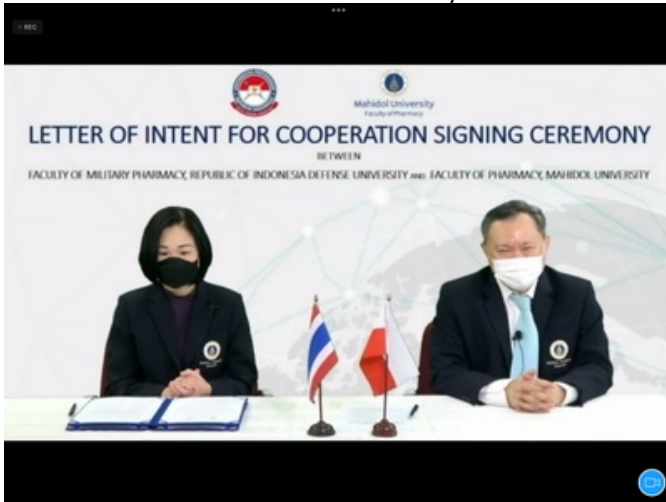 REC
Mahidol University
Faculty of Pharmacy
LETTER OF INTENT FOR COOPERATION SIGNING CEREMONY
BETWEEN
FACULTY OF MILITARY PHARMACY, REPUBLIC OF INDONESIA DEFENSE UNIVERSITY AND FACULTY OF PHARMACY, MAHIDOL UNIVERSITY